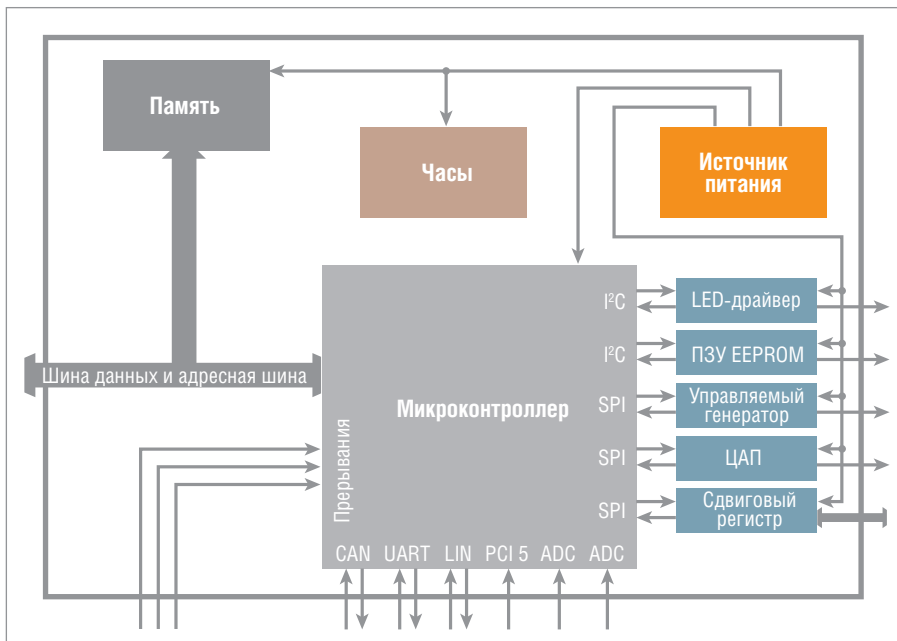 Память
Часы
Источник
питания
I²C
LED-драйвер
I²C
ПЗУ EEPROM
Шина данных и адресная шина
Микроконтроллер
SPI
Управляемый
генератор
SPI
ЦАП
Прерывания
SPI
Сдвиговый
регистр
CAN UART LIN PCI 5 ADC ADC